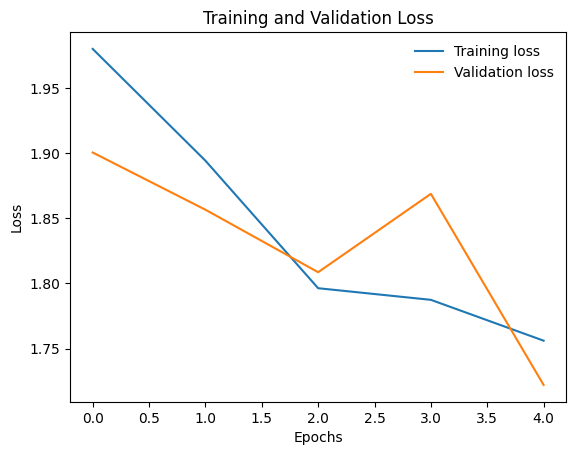 Training and Validation Loss
Training loss
Validation loss
1.95
1.90
1.85
1.80
1.75
Loss
0.0 0.5 1.0 1.5 2.0 2.5 3.0 3.5 4.0
Epochs